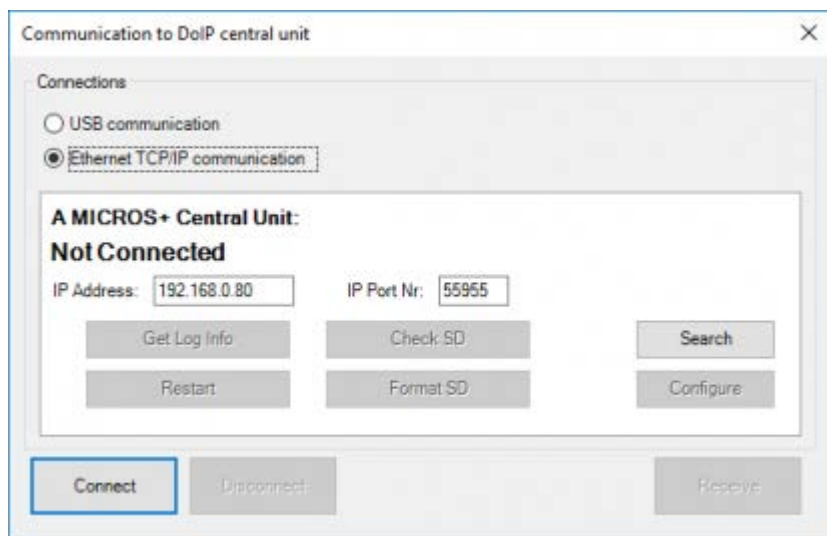 Communication to DoIP central unit
Connections
USB communication
Ethernet TCP/IP communication
A MICROS+ Central Unit:
Not Connected
IP Address: 192.168.0.80 IP Port Nr: 55955
Get Log Info Check SD Search
Restart Format SD Configure
Connect Disconnect Receive